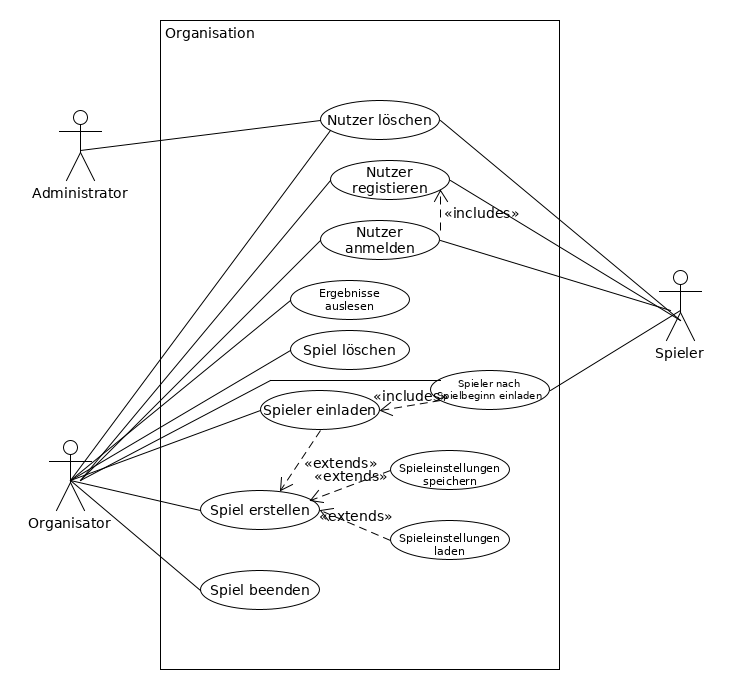 Organisation
Nutzer löschen
Administrator
Nutzer
registieren
«includes»
Nutzer
anmelden
Ergebnisse
auslesen
Spieler
Spiel löschen
Spieler nach
Spielbeginn einladen
«includes»
Spieler einladen
«extends»
«extends»
Spieleinstellungen
speichern
Organisator
Spiel erstellen
«extends»
Spieleinstellungen
laden
Spiel beenden